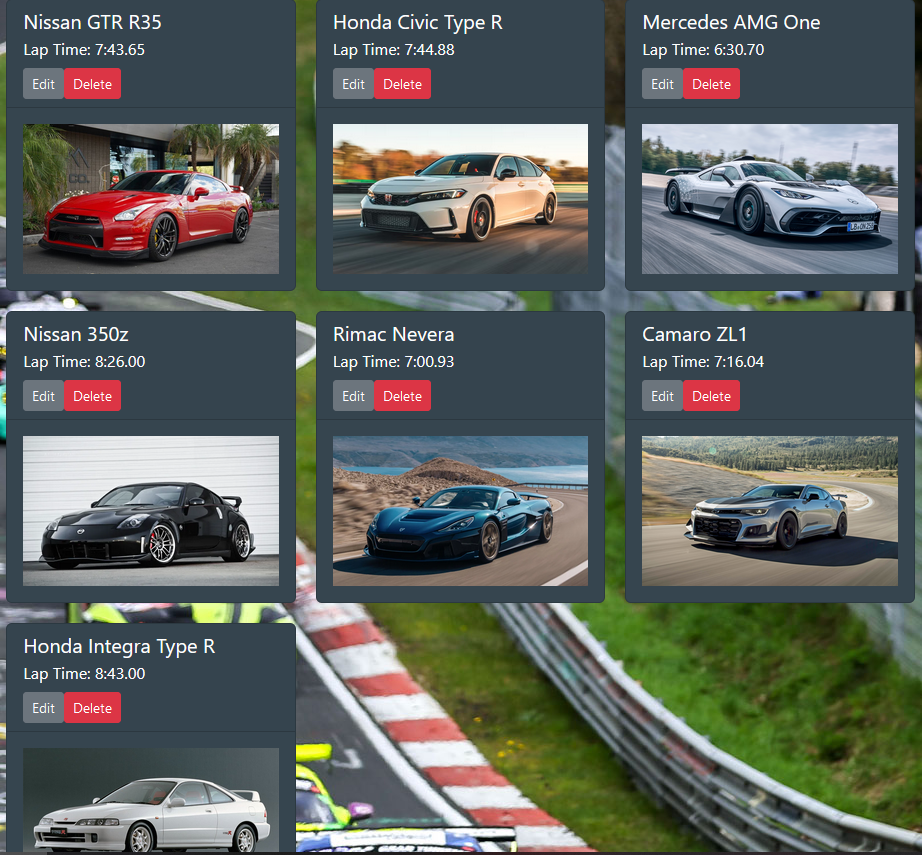 Nissan GTR R35
Lap Time: 7:43.65
Edit Delete
Honda Civic Type R
Lap Time: 7:44.88
Edit Delete
Mercedes AMG One
Lap Time: 6:30.70
Edit Delete
Nissan 350z
Lap Time: 8:26.00
Edit Delete
Rimac Nevera
Lap Time: 7:00.93
Edit Delete
Camaro ZL1
Lap Time: 7:16.04
Edit Delete
Honda Integra Type R
Lap Time: 8:43.00
Edit Delete